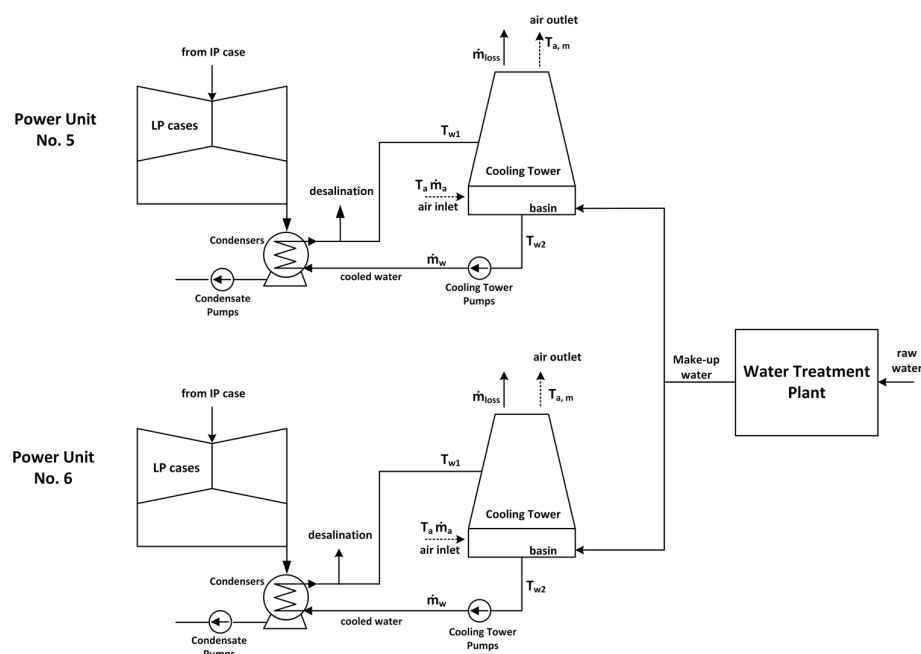 air outlet
from IP case
ṁloss
Ta, m
Power Unit
No. 5
LP cases
Tw1
Cooling Tower
desalination
Ta ṁa
air inlet
basin
Condensers
Tw2
ṁw
cooled water
Cooling Tower
Pumps
Condensate
Pumps
air outlet
Make-up
water
Water Treatment
Plant
raw
water
from IP case
ṁloss
Ta, m
Power Unit
No. 6
LP cases
Tw1
Cooling Tower
desalination
Ta ṁa
air inlet
basin
Condensers
Tw2
ṁw
cooled water
Cooling Tower
Pumps
Condensate
Pumps